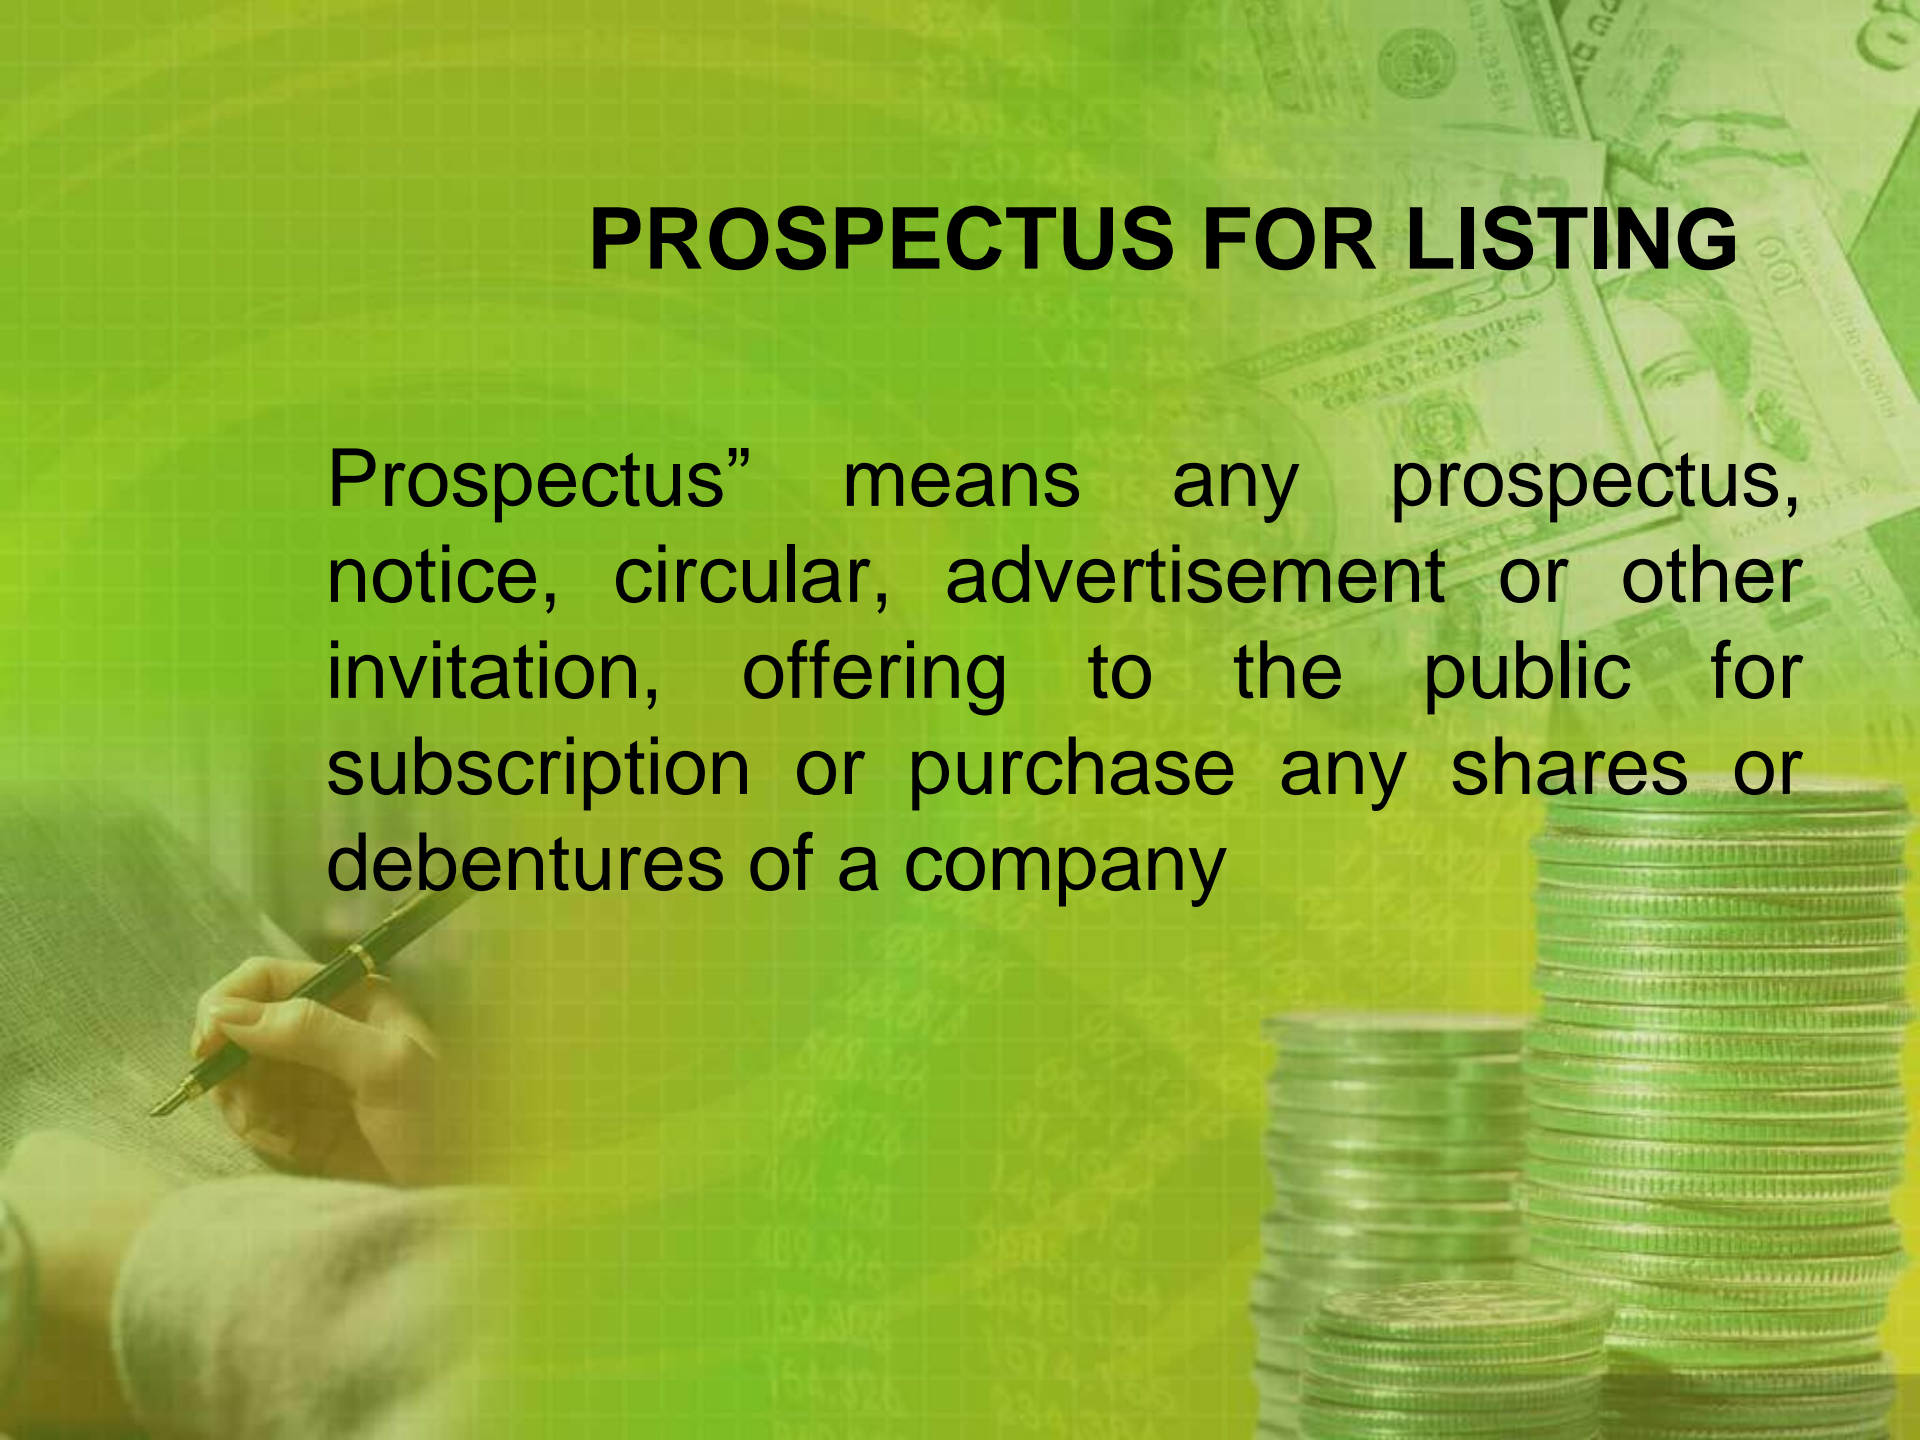 PROSPECTUS FOR LISTING
Prospectus” means any prospectus,
notice, circular, advertisement or other
invitation, offering to the public for
subscription or purchase any shares or
debentures of a company